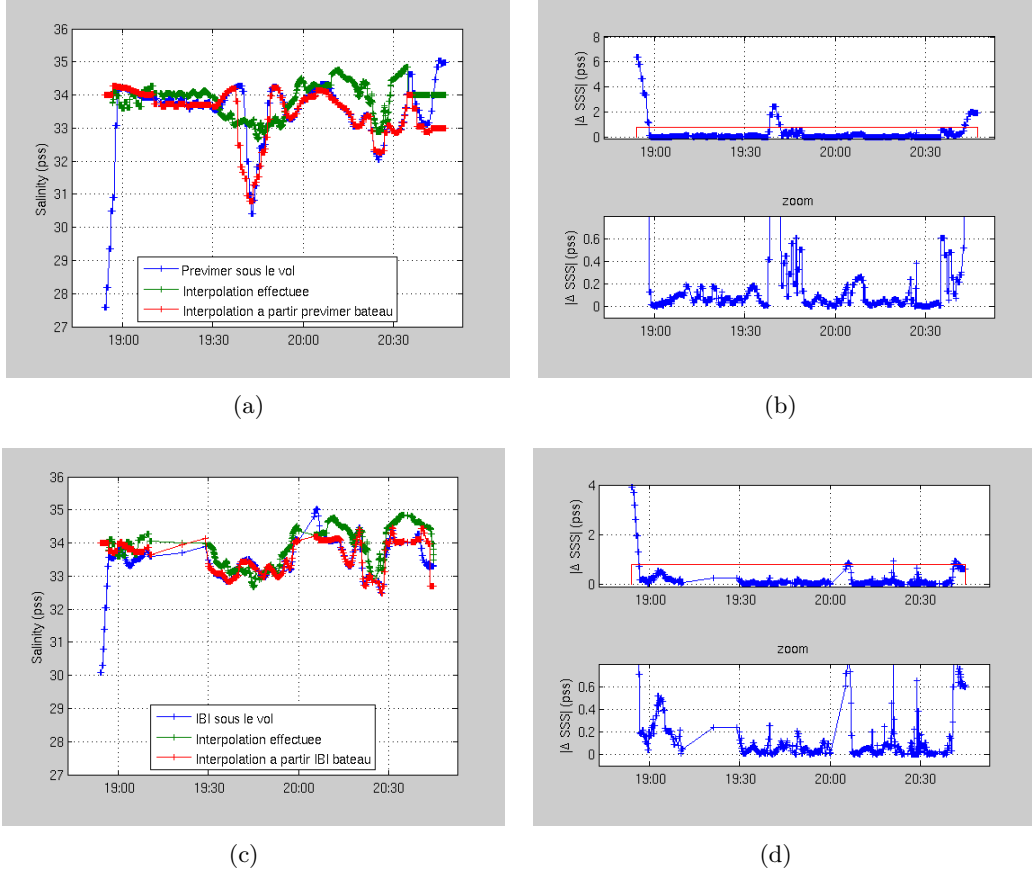 36
35
34
33
32
31
30
29
28
27
Salinity (pss)
19:00 19:30 20:00 20:30
Previmer sous le vol
Interpolation effectuee
Interpolation a partir previmer bateau
(a)
8
6
4
2
0
|Δ SSS| (pss)
19:00 19:30 20:00 20:30
zoom
0.6
0.4
0.2
0
|Δ SSS| (pss)
19:00 19:30 20:00 20:30
(b)
36
35
34
33
32
31
30
29
28
27
Salinity (pss)
19:00 19:30 20:00 20:30
IBI sous le vol
Interpolation effectuee
Interpolation a partir IBI bateau
(c)
4
2
0
|Δ SSS| (pss)
19:00 19:30 20:00 20:30
zoom
0.6
0.4
0.2
0
|Δ SSS| (pss)
19:00 19:30 20:00 20:30
(d)